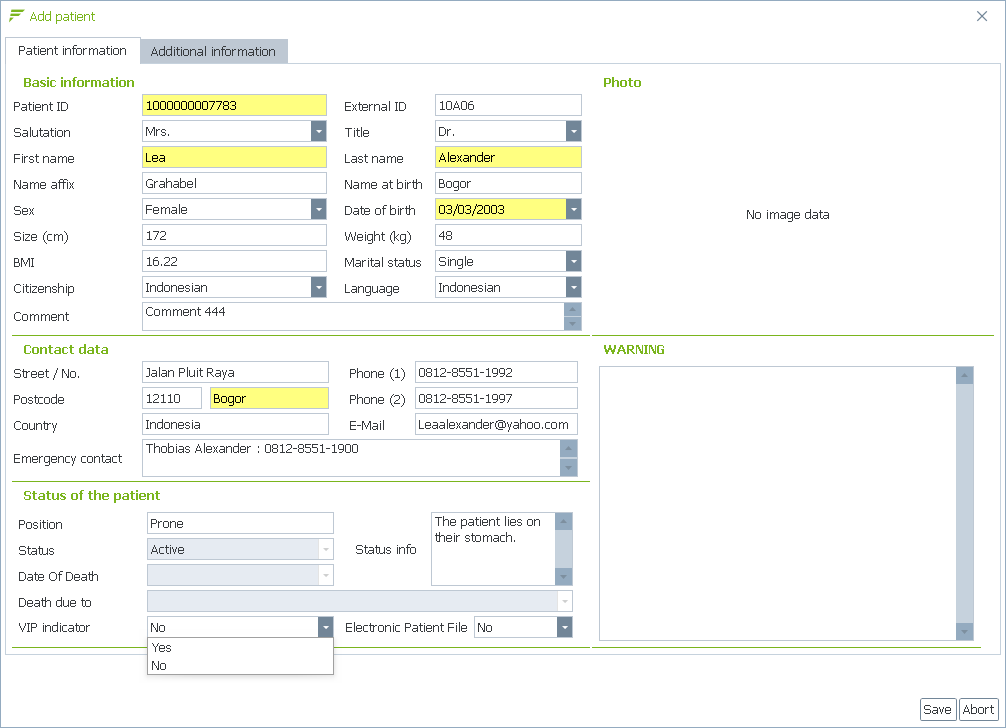 Add patient
Patient information Additional information
Basic information
Patient ID 1000000007783 External ID 10A06
Salutation Mrs. Title Dr.
First name Lea Last name Alexander
Name affix Grahabel Name at birth Bogor
Sex Female Date of birth 03/03/2003
Size (cm) 172 Weight (kg) 48
BMI 16.22 Marital status Single
Citizenship Indonesian Language Indonesian
Comment Comment 444
Photo
No image data
Contact data
Street / No. Jalan Pluit Raya Phone (1) 0812-8551-1992
Postcode 12110 Bogor Phone (2) 0812-8551-1997
Country Indonesia E-Mail Leaalexander@yahoo.com
Emergency contact Thobias Alexander : 0812-8551-1900
WARNING
Status of the patient
Position Prone
Status Active Status info The patient lies on
their stomach.
Date Of Death
Death due to
VIP indicator No Electronic Patient File No
Yes
No
Save Abort